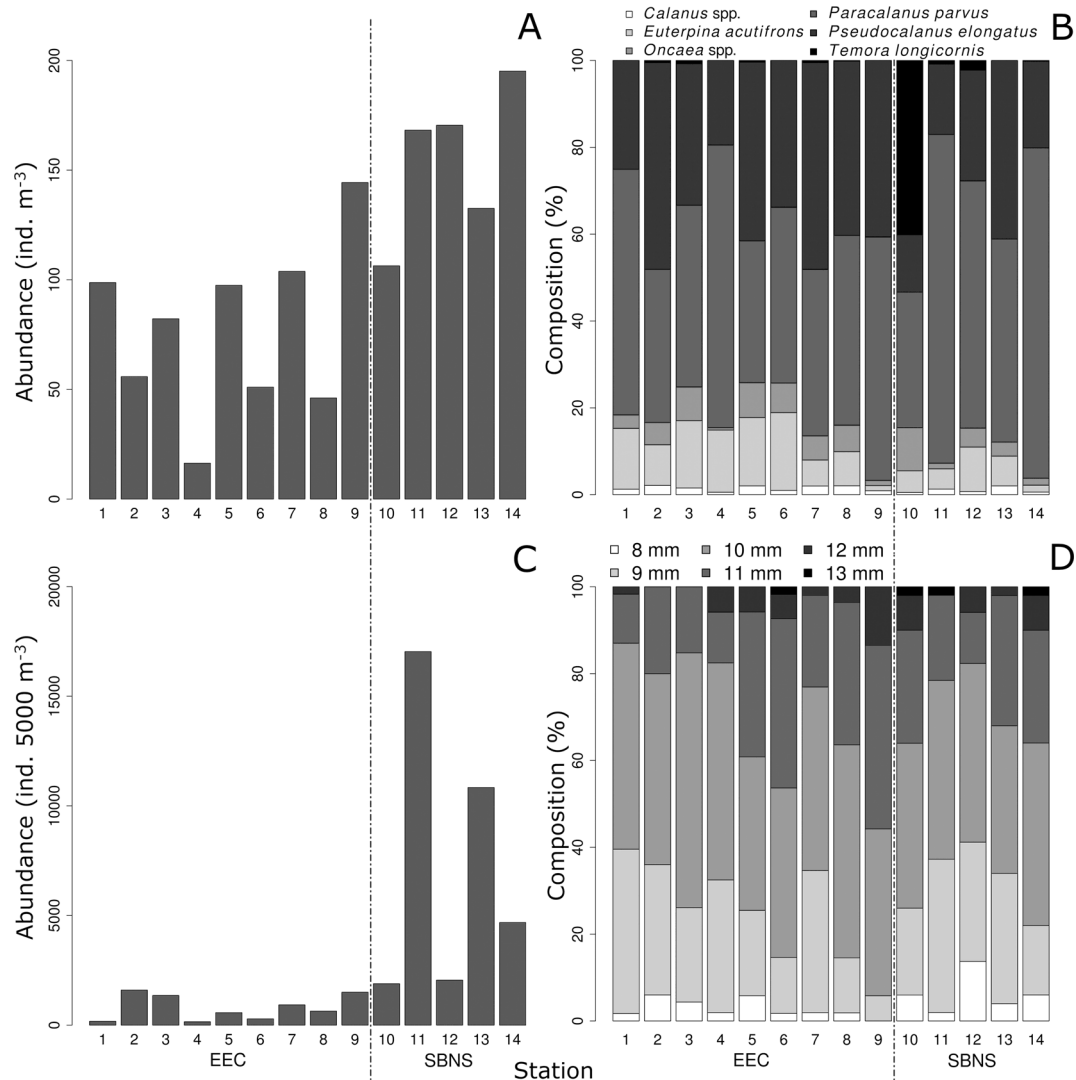 A
Abundance (ind. m-3)
0 50 100 150 200
1 2 3 4 5 6 7 8 9 10 11 12 13 14
Calanus spp.
Euterpina acutifrons
Oncaea spp.
Paracalanus parvus
Pseudocalanus elongatus
Temora longicornis
B
Composition (%)
0 20 40 60 80 100
1 2 3 4 5 6 7 8 9 10 11 12 13 14
C
Abundance (ind. 5000 m-3)
0 5000 10000 15000 20000
1 2 3 4 5 6 7 8 9 10 11 12 13 14
EEC SBNS
8 mm 10 mm 12 mm
9 mm 11 mm 13 mm
D
Composition (%)
0 20 40 60 80 100
1 2 3 4 5 6 7 8 9 10 11 12 13 14
EEC SBNS
Station